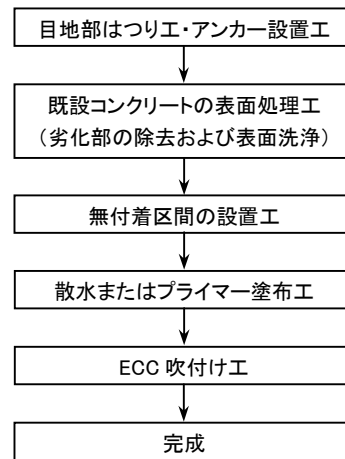 目地部はつり工・アンカー設置工
既設コンクリートの表面処理工
（劣化部の除去および表面洗浄）
無付着区間の設置工
散水またはプライマー塗布工
ECC 吹付け工
完成